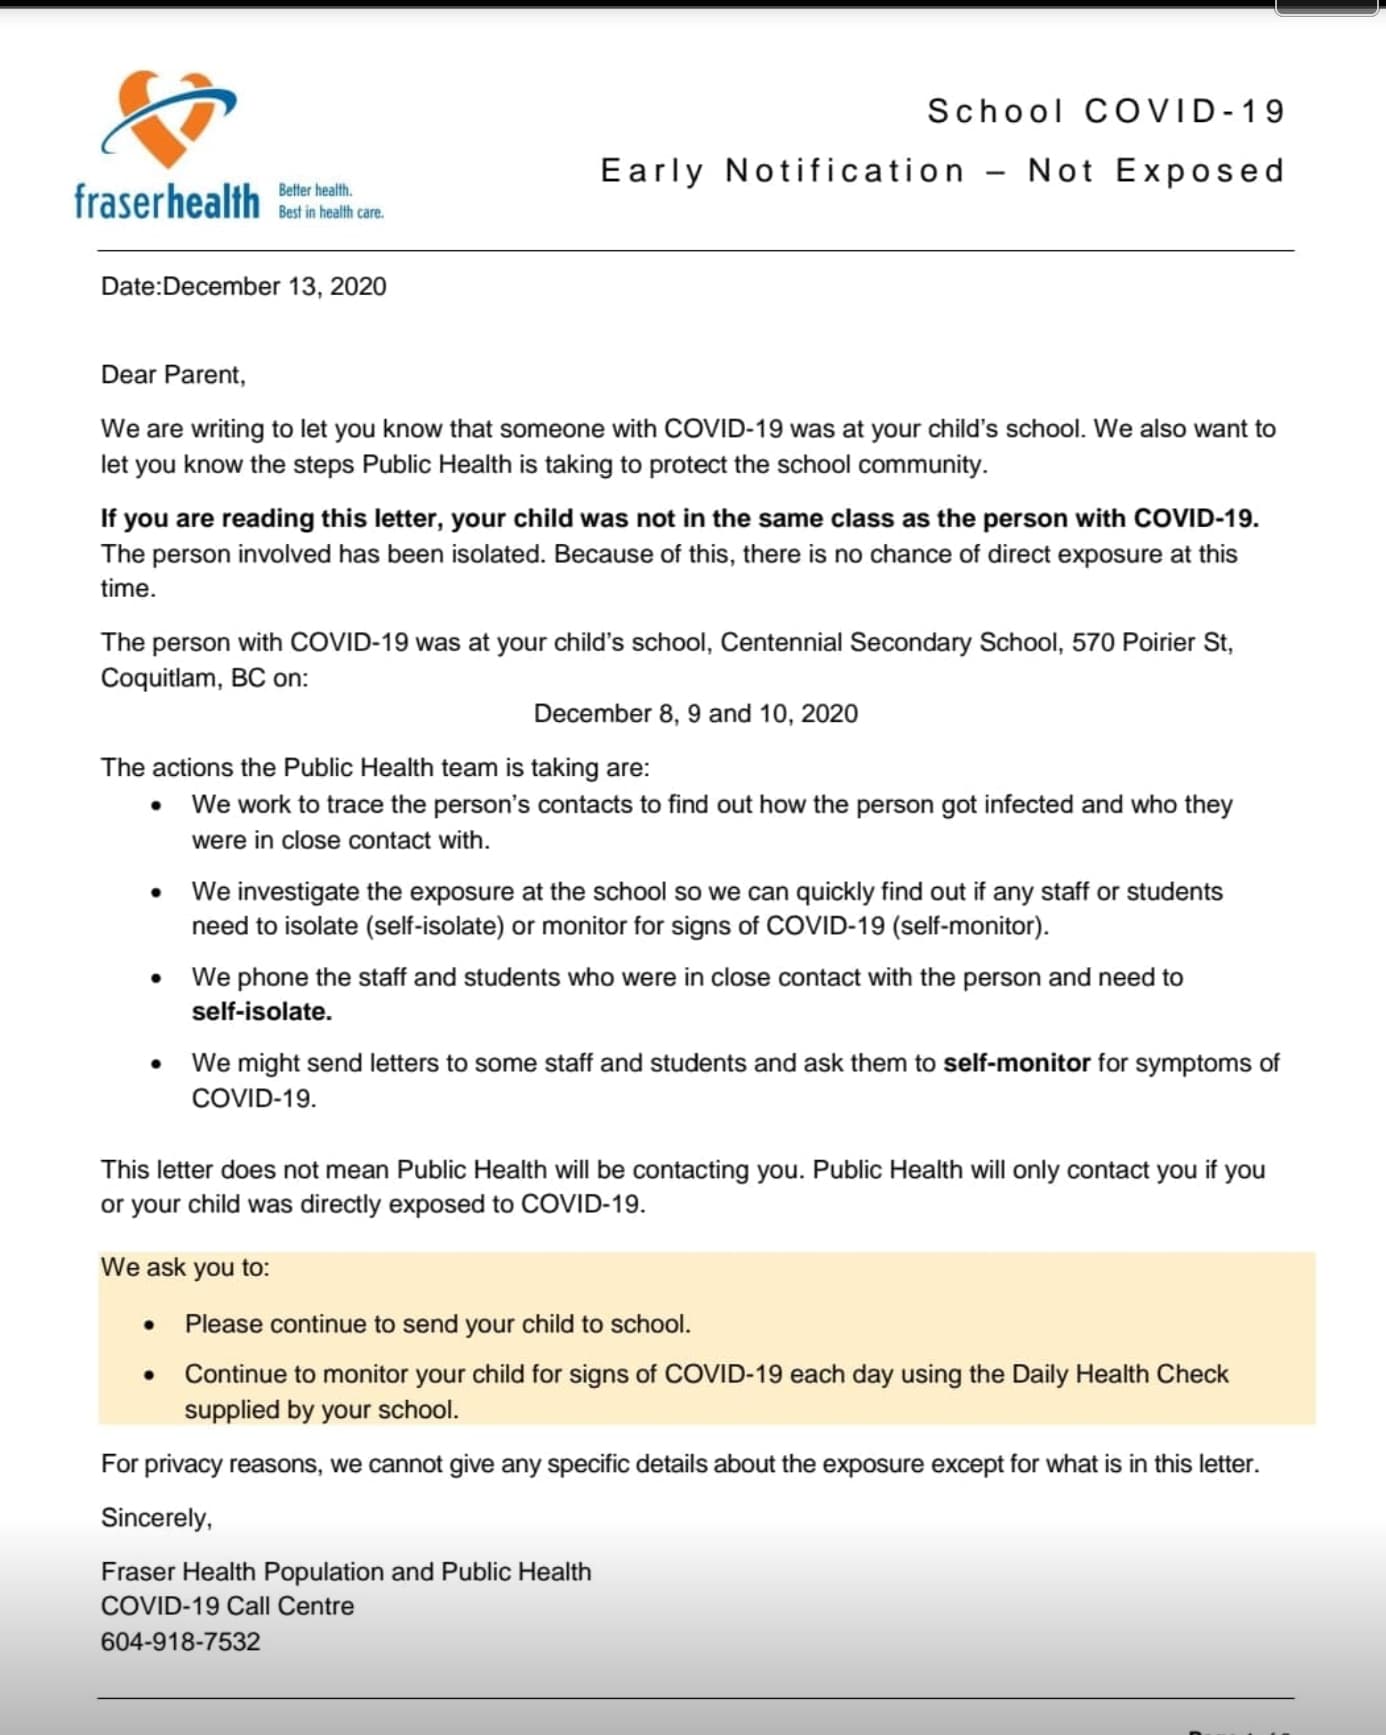 School COVID-19
Early Notification – Not Exposed
fraserhealth
Better health.
Best in health care.
Date:December 13, 2020
Dear Parent,
We are writing to let you know that someone with COVID-19 was at your child's school. We also want to
let you know the steps Public Health is taking to protect the school community.
If you are reading this letter, your child was not in the same class as the person with COVID-19.
The person involved has been isolated. Because of this, there is no chance of direct exposure at this
time.
The person with COVID-19 was at your child's school, Centennial Secondary School, 570 Poirier St,
Coquitlam, BC on:
December 8, 9 and 10, 2020
The actions the Public Health team is taking are:
• We work to trace the person's contacts to find out how the person got infected and who they
were in close contact with.
• We investigate the exposure at the school so we can quickly find out if any staff or students
need to isolate (self-isolate) or monitor for signs of COVID-19 (self-monitor).
• We phone the staff and students who were in close contact with the person and need to
self-isolate.
• We might send letters to some staff and students and ask them to self-monitor for symptoms of
COVID-19.
This letter does not mean Public Health will be contacting you. Public Health will only contact you if you
or your child was directly exposed to COVID-19.
We ask you to:
• Please continue to send your child to school.
• Continue to monitor your child for signs of COVID-19 each day using the Daily Health Check
supplied by your school.
For privacy reasons, we cannot give any specific details about the exposure except for what is in this letter.
Sincerely,
Fraser Health Population and Public Health
COVID-19 Call Centre
604-918-7532